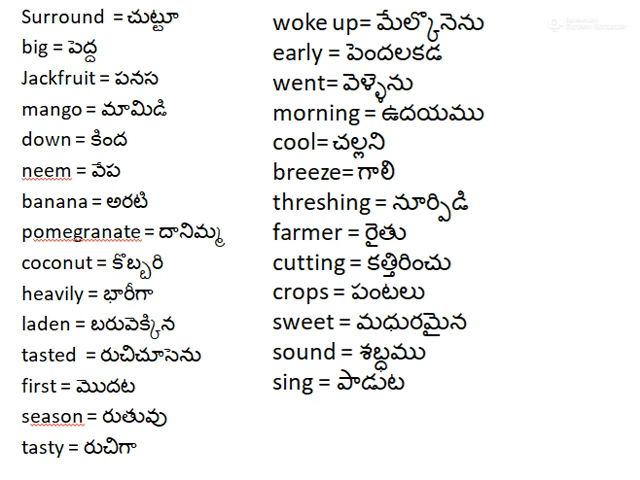 Surround = చుట్టూ
big = పెద్ద
Jackfruit = పనస
mango = మామిడి
down = కింద
neem = వేప
banana = అరటి
pomegranate = దానిమ్మ
coconut = కొబ్బరి
heavily = భారీగా
laden = బరువెక్కిన
tasted = రుచిచూసెను
first = మొదట
season = రుతువు
tasty = రుచిగా
woke up= మేల్కొనెను
early = పెందలకడ
went= వెళ్ళెను
morning = ఉదయము
cool= చల్లని
breeze= గాలి
threshing = నూర్పిడి
farmer = రైతు
cutting = కత్తిరించు
crops = పంటలు
sweet = మధురమైన
sound = శబ్ధము
sing = పాడుట